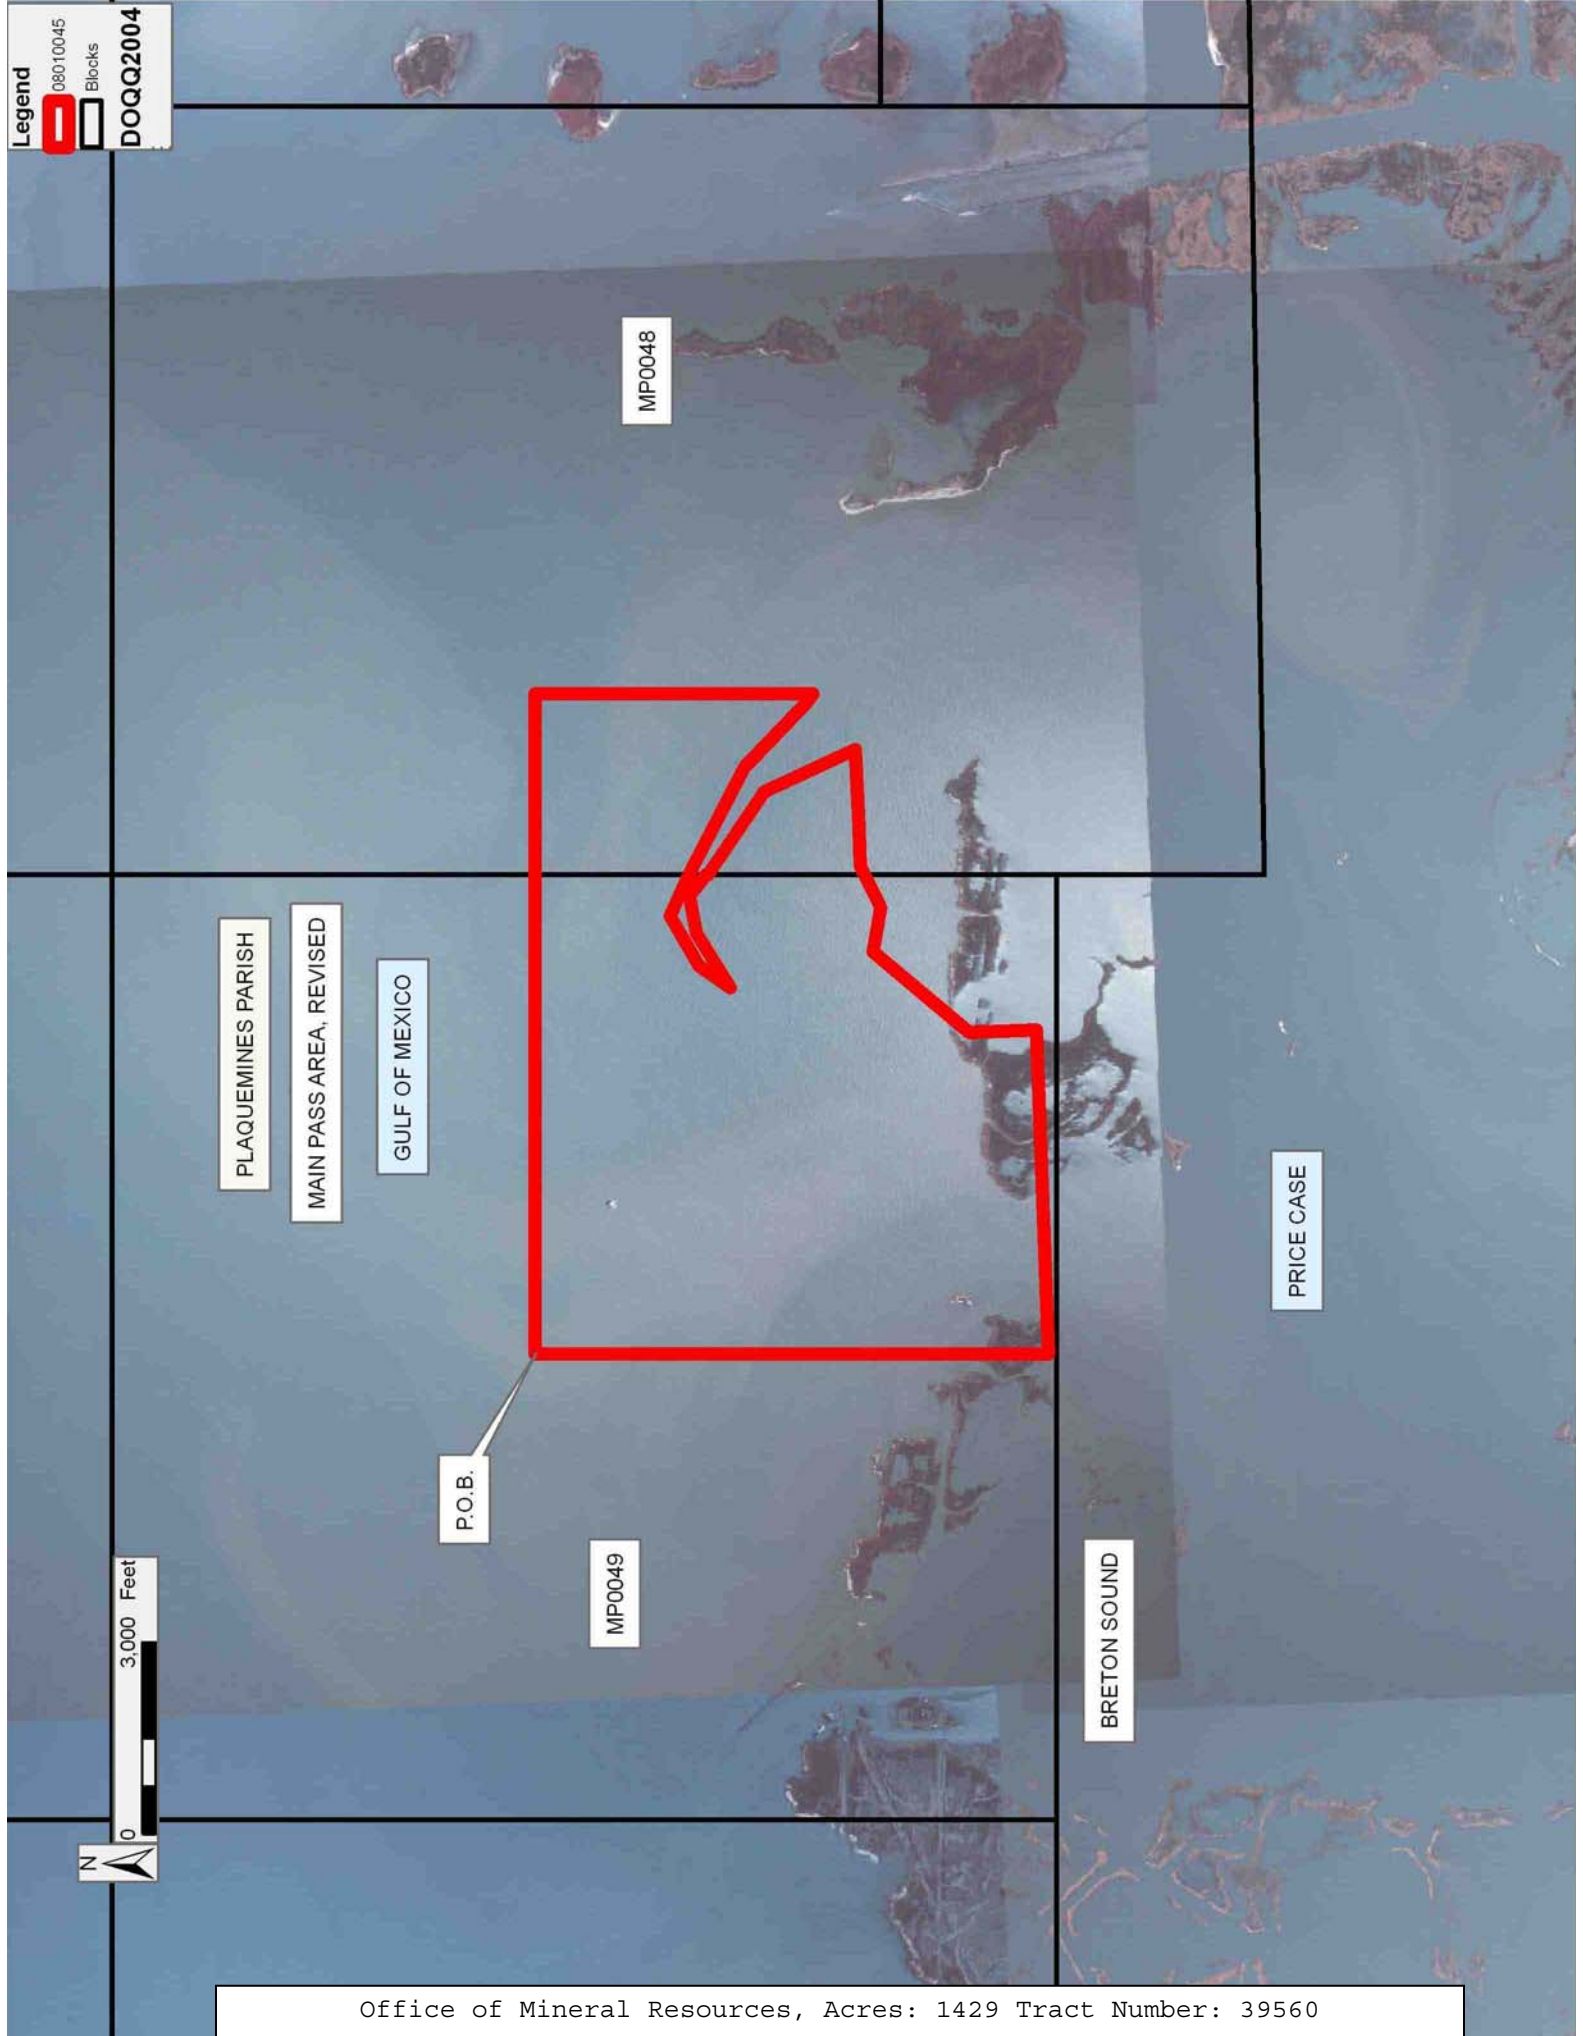 Legend
08010045
Blocks
DOQQ2004
MP0048
PLAQUEMINES PARISH
MAIN PASS AREA, REVISED
GULF OF MEXICO
PRICE CASE
P.O.B.
MP0049
BRETON SOUND
0 3,000 Feet
N
Office of Mineral Resources, Acres: 1429 Tract Number: 39560